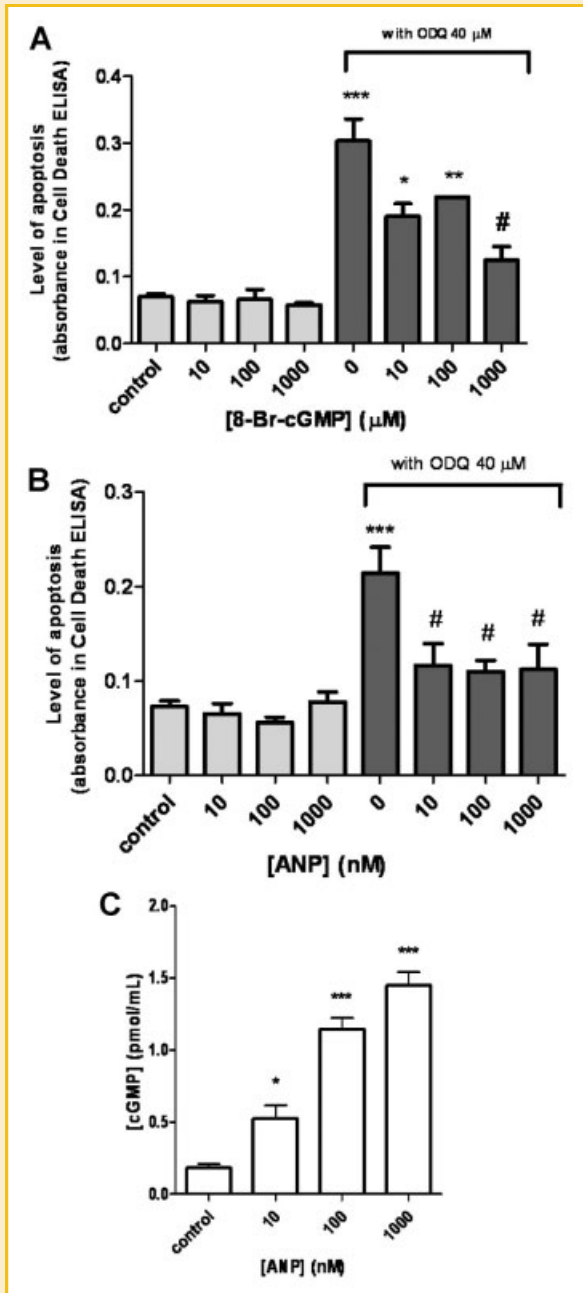 A
with ODQ 40 µM
Level of apoptosis
(absorbance in Cell Death ELISA)
0.4
0.3
0.2
0.1
0.0
***
*
**
#
control
10
100
1000
0
10
100
1000
[8-Br-cGMP] (µM)
B
with ODQ 40 µM
Level of apoptosis
(absorbance in Cell Death ELISA)
0.3
0.2
0.1
0.0
***
#
#
#
control
10
100
1000
0
10
100
1000
[ANP] (nM)
C
[cGMP] (pmol/mL)
2.0
1.5
1.0
0.5
0.0
*
***
***
control
10
100
1000
[ANP] (nM)